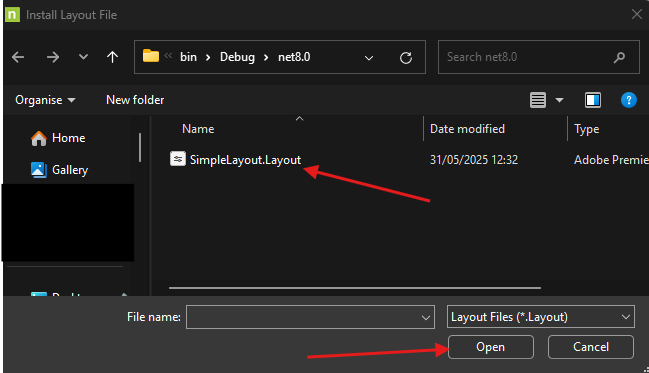 n Install Layout File
bin Debug net8.0 Search net8.0
Organise New folder
Home
Gallery
Name Date modified Type
SimpleLayout.Layout 31/05/2025 12:32 Adobe Premie
File name: Layout Files (*.Layout)
Open Cancel